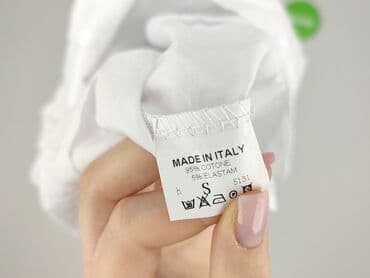 MADE IN ITALY
95% COTONE
5% ELASTAM
h S 5131